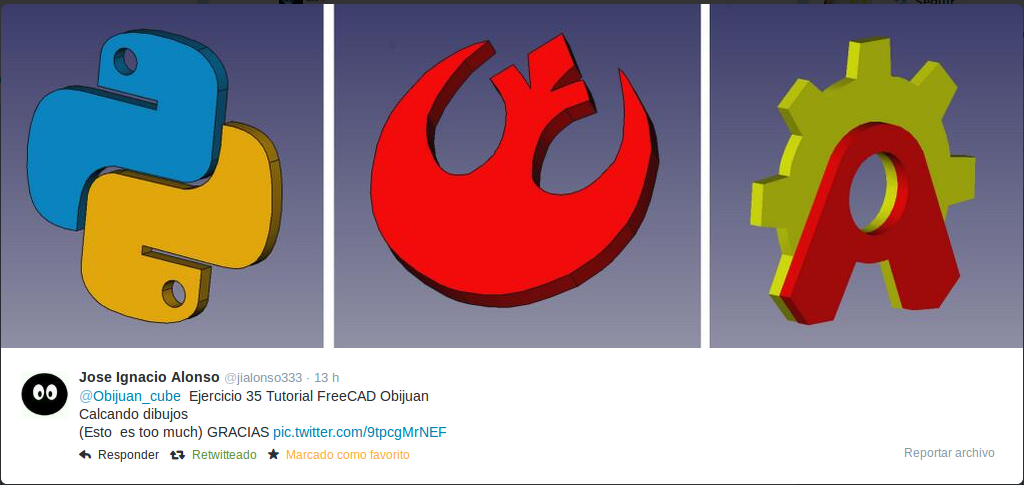 Seguir
Jose Ignacio Alonso @jialonso333 · 13 h
@Obijuan_cube Ejercicio 35 Tutorial FreeCAD Obijuan
Calcando dibujos
(Esto es too much) GRACIAS pic.twitter.com/9tpcgMrNEF
Responder Retwitteado Marcado como favorito
Reportar archivo